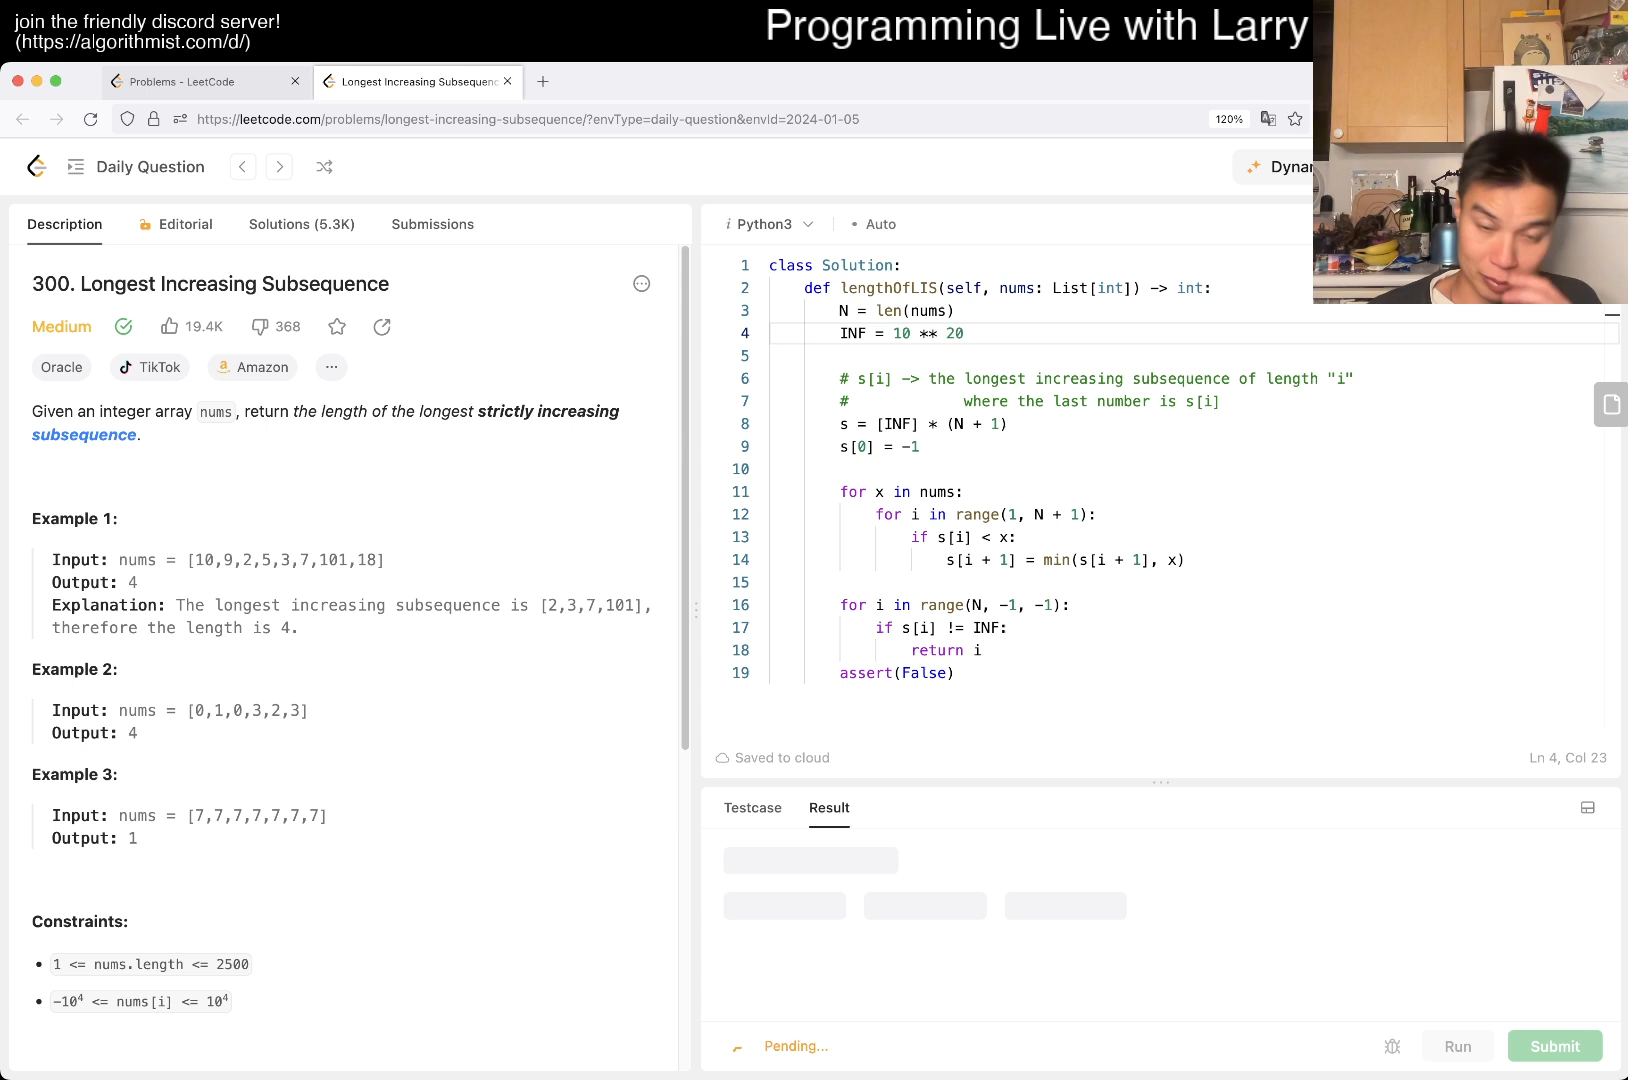 join the friendly discord server!
(https://algorithmist.com/d/)
Programming Live with Larry
Problems - LeetCode
Longest Increasing Subsequenc
https://leetcode.com/problems/longest-increasing-subsequence/?envType=daily-question&envId=2024-01-05
120%
Daily Question
Dynan
Description
Editorial
Solutions (5.3K)
Submissions
300. Longest Increasing Subsequence
Medium
19.4K
368
Oracle
TikTok
Amazon
Given an integer array nums, return the length of the longest strictly increasing
subsequence.
Example 1:
Input: nums = [10,9,2,5,3,7,101,18]
Output: 4
Explanation: The longest increasing subsequence is [2,3,7,101],
therefore the length is 4.
Example 2:
Input: nums = [0,1,0,3,2,3]
Output: 4
Example 3:
Input: nums = [7,7,7,7,7,7,7]
Output: 1
Constraints:
• 1 <= nums.length <= 2500
• -10⁴ <= nums[i] <= 10⁴
i Python3
• Auto
1 class Solution:
2 def lengthOfLIS(self, nums: List[int]) -> int:
3 N = len(nums)
4 INF = 10 ** 20
5
6 # s[i] -> the longest increasing subsequence of length "i"
7 # where the last number is s[i]
8 s = [INF] * (N + 1)
9 s[0] = -1
10
11 for x in nums:
12 for i in range(1, N + 1):
13 if s[i] < x:
14 s[i + 1] = min(s[i + 1], x)
15
16 for i in range(N, -1, -1):
17 if s[i] != INF:
18 return i
19 assert(False)
Saved to cloud
Ln 4, Col 23
Testcase
Result
Pending...
Run
Submit